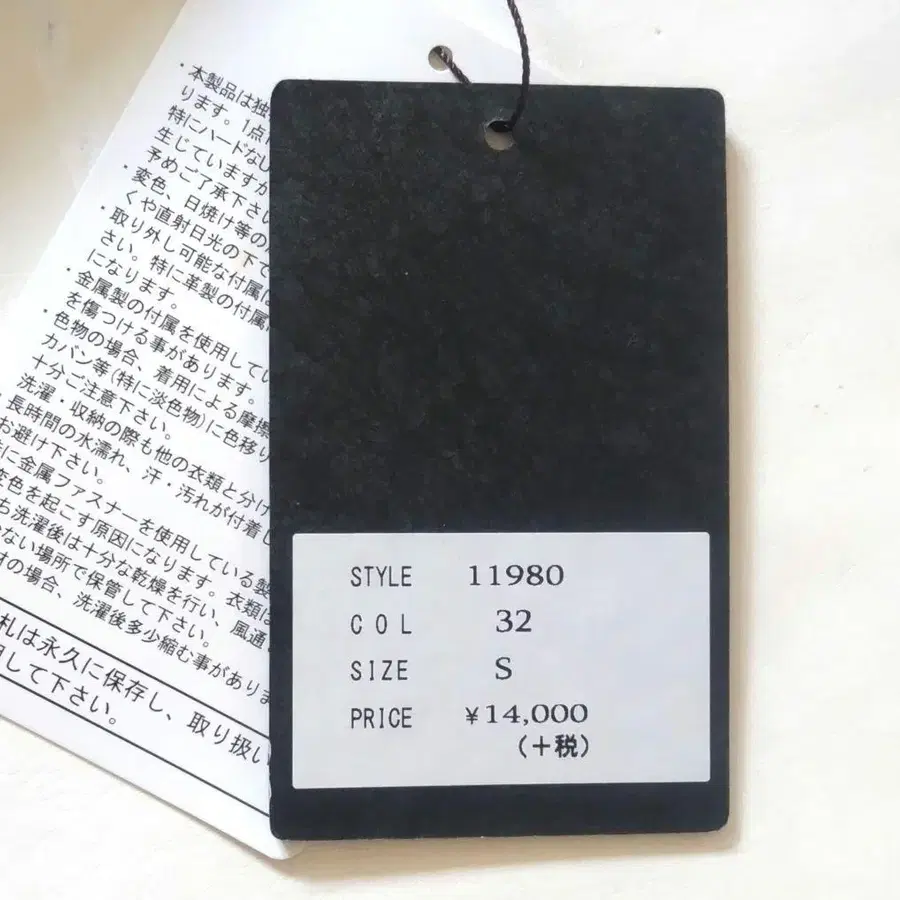 ・本製品は独
ります。1点
特にハードな
生じていますが
予めご了承下さい
・変色、日焼け等の
くや直射日光の下で
・取り外し可能な付属は
さい。特に革製の付属
になります。
・金属製の付属を使用して
を傷つける事があります。
・色物の場合、着用による摩擦
カバン等(特に淡色物)に色移り
十分ご注意下さい。
洗濯・収納の際も他の衣類と分け
長時間の水濡れ、汗・汚れが付着し
お避け下さい。
に金属ファスナーを使用している製
変色を起こす原因になります。衣類は
ち洗濯後は十分な乾燥を行い、風通
ない場所で保管して下さい。
の場合、洗濯後多少縮む事がありま
札は永久に保存し、取り扱い
して下さい。
STYLE 11980
COL 32
SIZE S
PRICE ¥14,000
(+税)